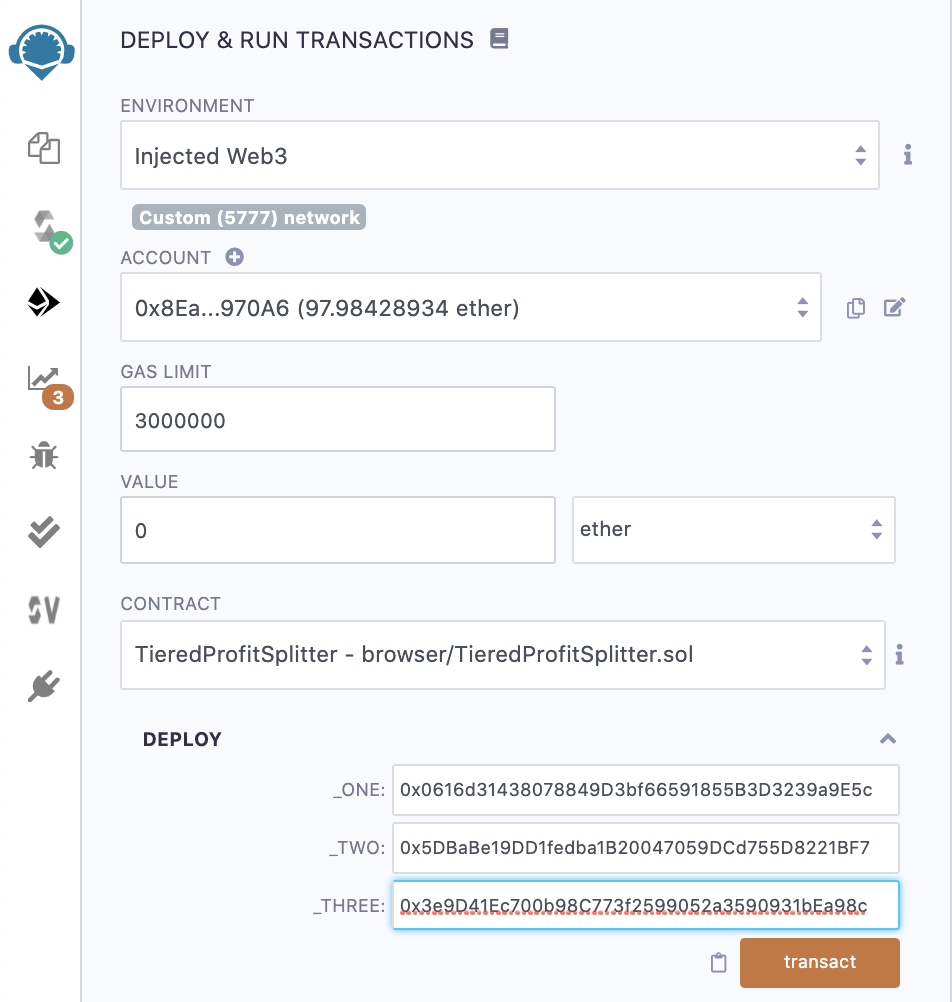 DEPLOY & RUN TRANSACTIONS
ENVIRONMENT
Injected Web3
Custom (5777) network
ACCOUNT
0x8Ea...970A6 (97.98428934 ether)
GAS LIMIT
3
3000000
VALUE
0
ether
CONTRACT
SV
TieredProfitSplitter - browser/TieredProfitSplitter.sol
DEPLOY
_ONE: 0x0616d31438078849D3bf66591855B3D3239a9E5c
_TWO: 0x5DBaBe19DD1fedba1B20047059DCd755D8221BF7
_THREE: 0x3e9D41Ec700b98C773f2599052a3590931bEa98c
transact